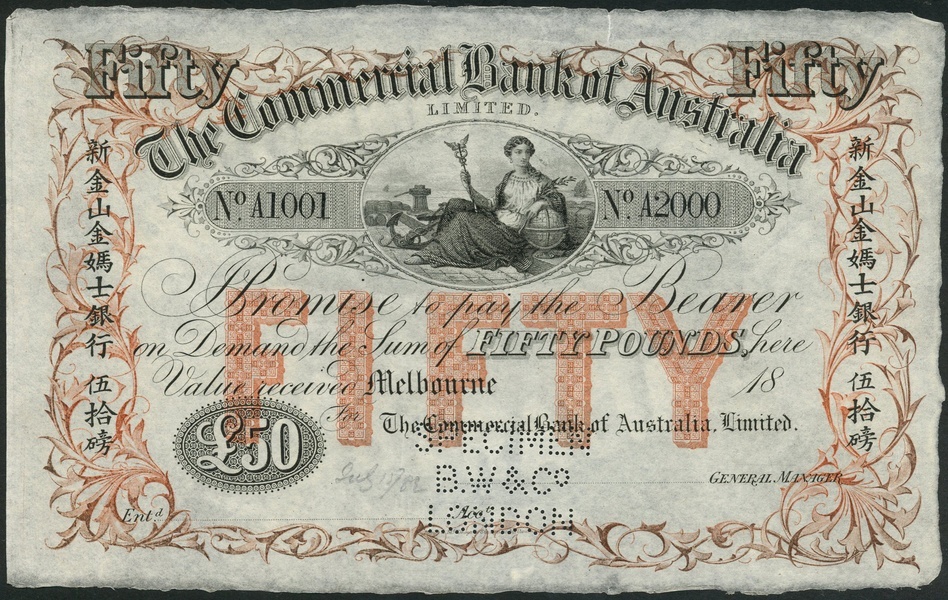 Fifty
Fifty
The Commercial Bank of Australia
LIMITED.
Nº A1001
Nº A2000
新金山金媽士銀行 伍拾磅
新金山金媽士銀行 伍拾磅
FIFTY
I Promise to pay the Bearer
on Demand the Sum of FIFTY POUNDS, here
Value received Melbourne 18
For The Commercial Bank of Australia, Limited.
£50
SPECIMEN
B.W & Cº
LONDON
GENERAL MANAGER
Entᵈ
Accᵗ